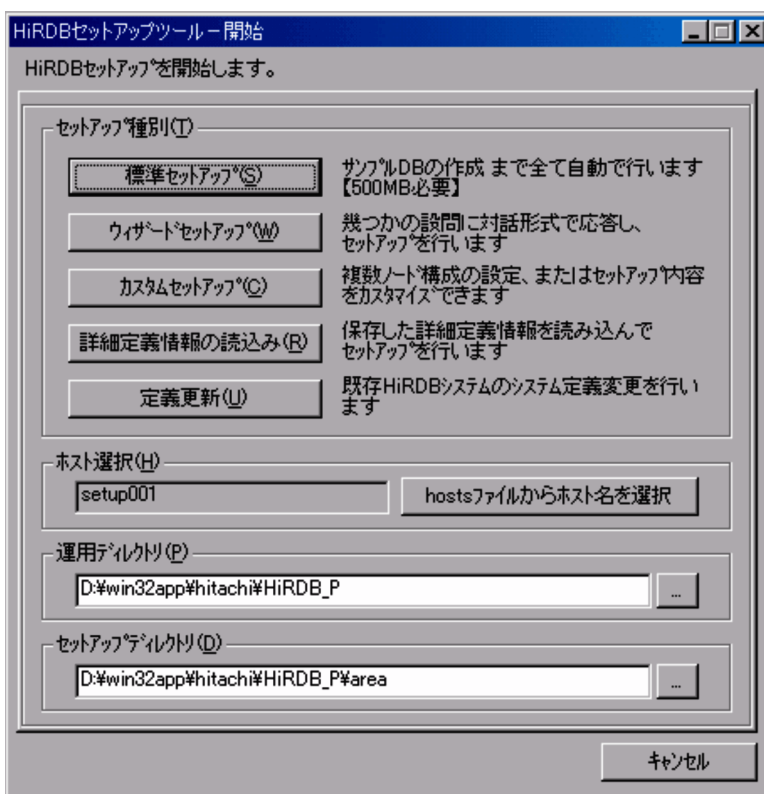 HiRDBセットアップツール－開始
HiRDBセットアップを開始します。
セットアップ種別(T)
標準セットアップ(S)
サンプルDBの作成 まで全て自動で行います
【500MB必要】
ウィザードセットアップ(W)
幾つかの設問に対話形式で応答し、
セットアップを行います
カスタムセットアップ(C)
複数ノード構成の設定、またはセットアップ内容
をカスタマイズできます
詳細定義情報の読込み(R)
保存した詳細定義情報を読み込んで
セットアップを行います
定義更新(U)
既存HiRDBシステムのシステム定義変更を行い
ます
ホスト選択(H)
setup001
hostsファイルからホスト名を選択
運用ディレクトリ(P)
D:¥win32app¥hitachi¥HiRDB_P
...
セットアップディレクトリ(D)
D:¥win32app¥hitachi¥HiRDB_P¥area
...
キャンセル